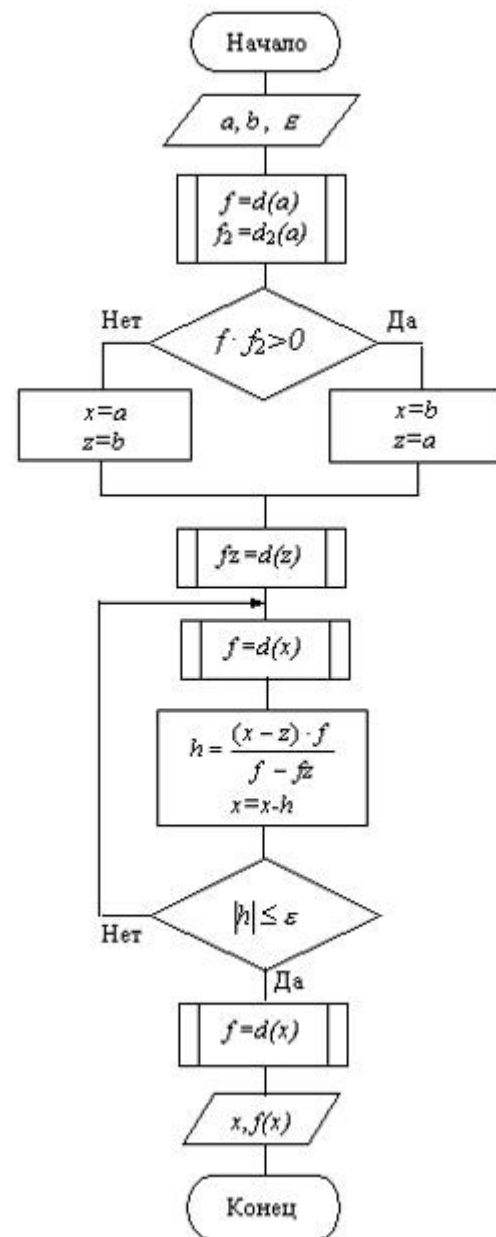 Начало
a, b, ε
f=d(a)
f₂=d₂(a)
Нет
Да
f · f₂>0
x=a
z=b
x=b
z=a
fz=d(z)
f=d(x)
h = (x − z) · f / f − fz
x=x-h
|h| ≤ ε
Нет
Да
f=d(x)
x, f(x)
Конец